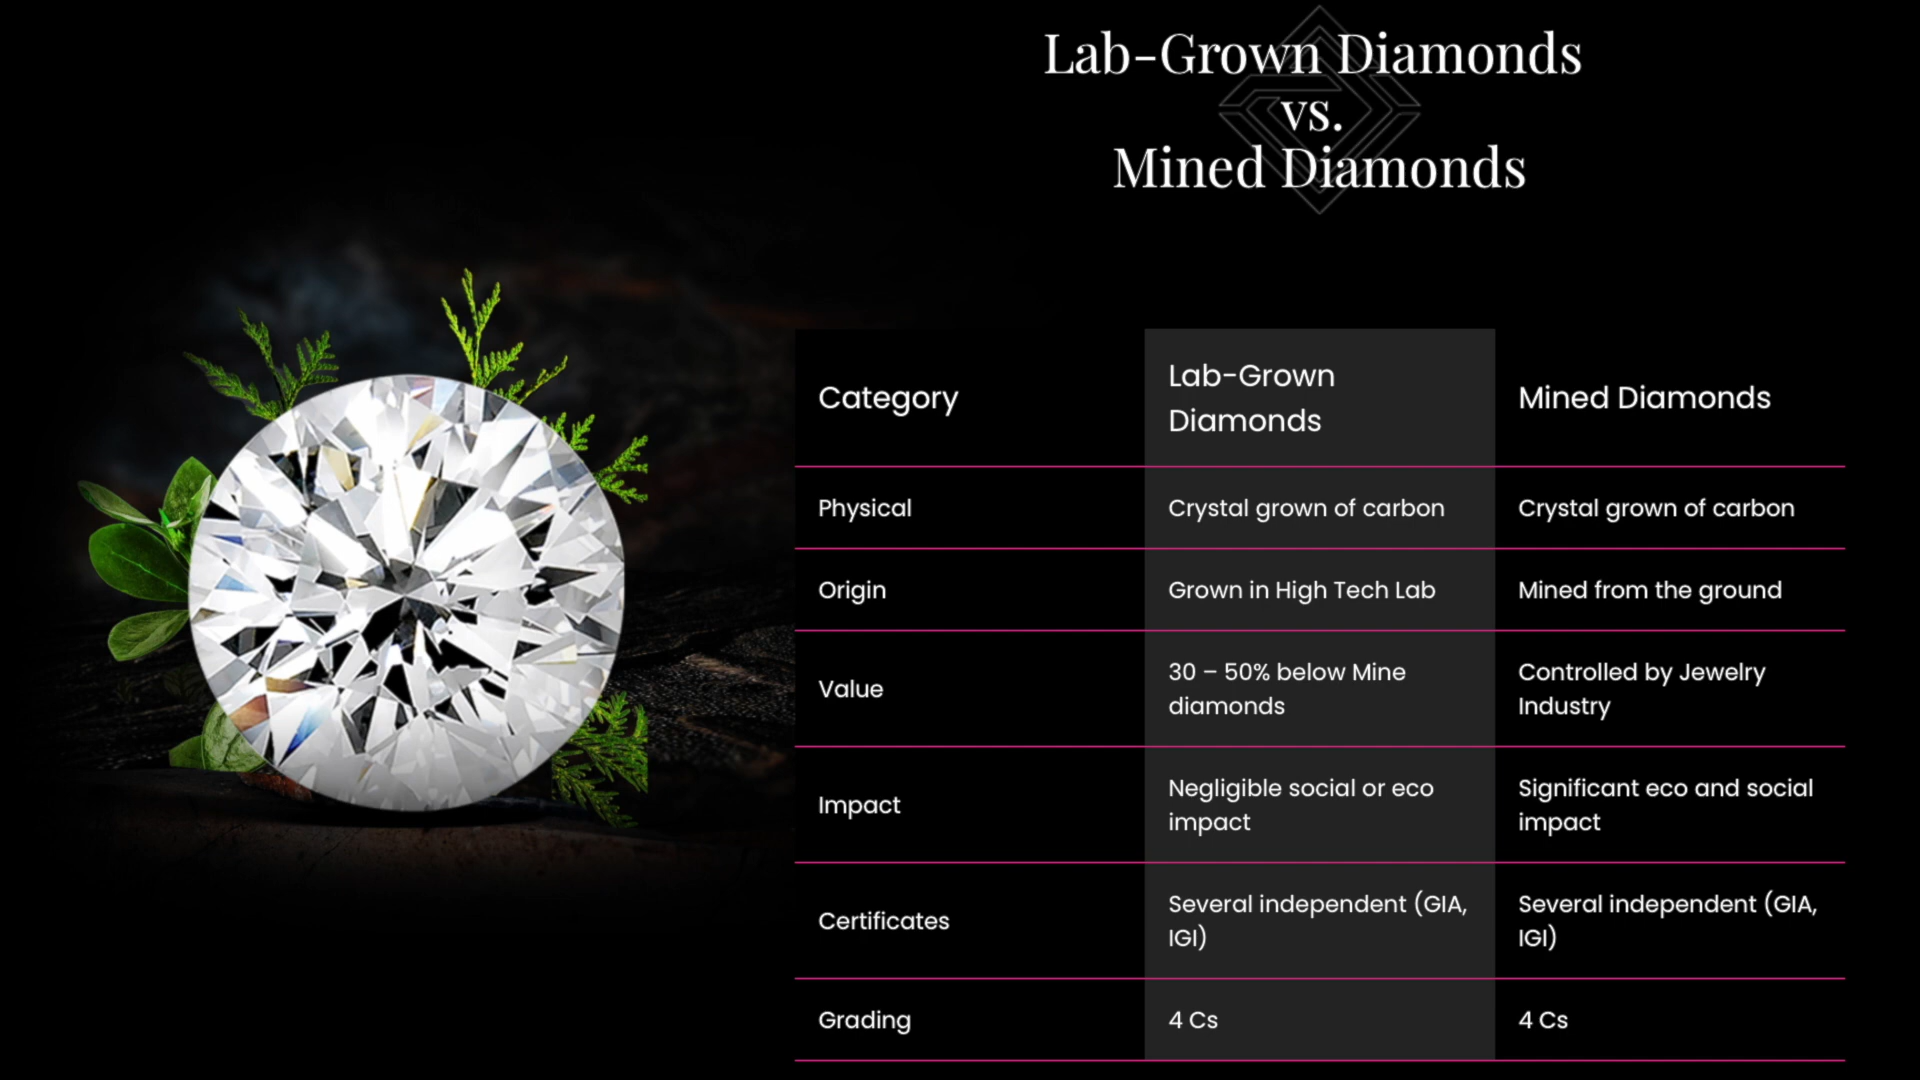 Lab-Grown Diamonds
vs.
Mined Diamonds
Category
Lab-Grown
Diamonds
Mined Diamonds
Physical
Crystal grown of carbon
Crystal grown of carbon
Origin
Grown in High Tech Lab
Mined from the ground
Value
30 – 50% below Mine
diamonds
Controlled by Jewelry
Industry
Impact
Negligible social or eco
impact
Significant eco and social
impact
Certificates
Several independent (GIA,
IGI)
Several independent (GIA,
IGI)
Grading
4 Cs
4 Cs